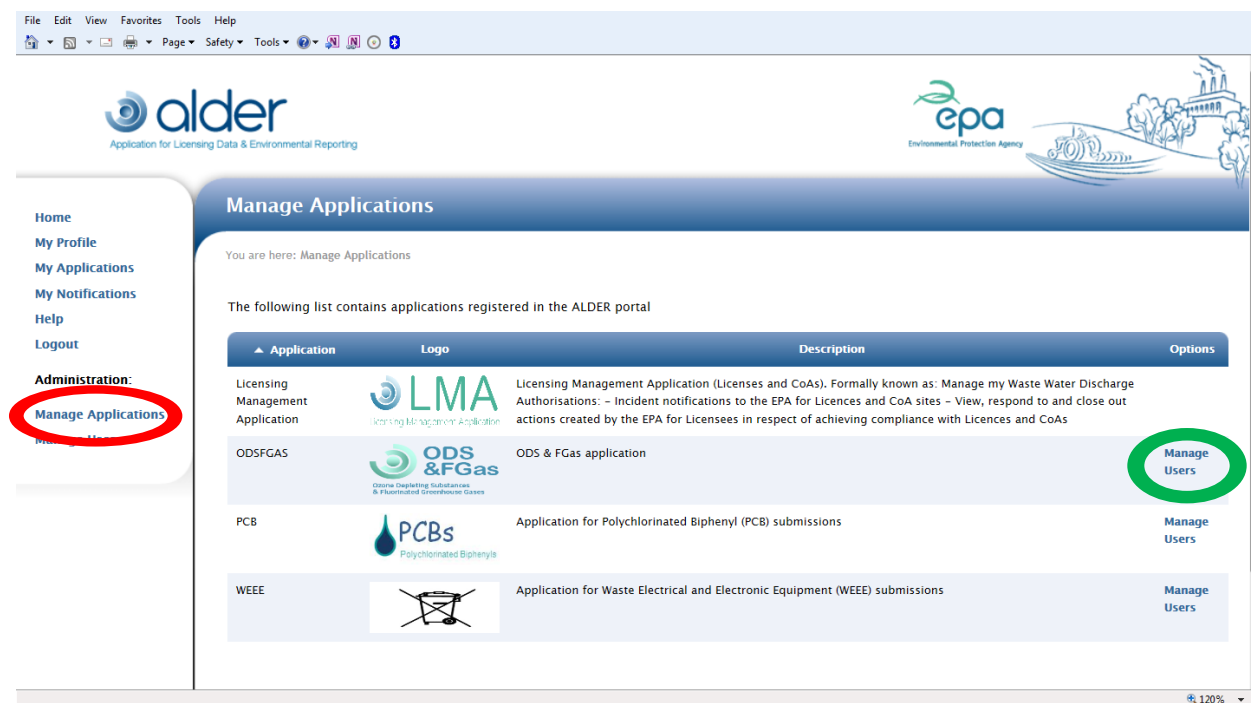 File Edit View Favorites Tools Help
Page Safety Tools
alder
Application for Licensing Data & Environmental Reporting
epa
Environmental Protection Agency
Home
My Profile
My Applications
My Notifications
Help
Logout
Administration:
Manage Applications
Manage Applications
You are here: Manage Applications
The following list contains applications registered in the ALDER portal
Application Logo Description Options
Licensing
Management
Application
LMA
Licensing Management Application
Licensing Management Application (Licenses and CoAs). Formally known as: Manage my Waste Water Discharge
Authorisations: – Incident notifications to the EPA for Licences and CoA sites – View, respond to and close out
actions created by the EPA for Licensees in respect of achieving compliance with Licences and CoAs
ODSFGAS
ODS
&FGas
Ozone Depleting Substances
& Fluorinated Greenhouse Gases
ODS & FGas application
Manage
Users
PCB
PCBs
Polychlorinated Biphenyls
Application for Polychlorinated Biphenyl (PCB) submissions
Manage
Users
WEEE
Application for Waste Electrical and Electronic Equipment (WEEE) submissions
Manage
Users
120%